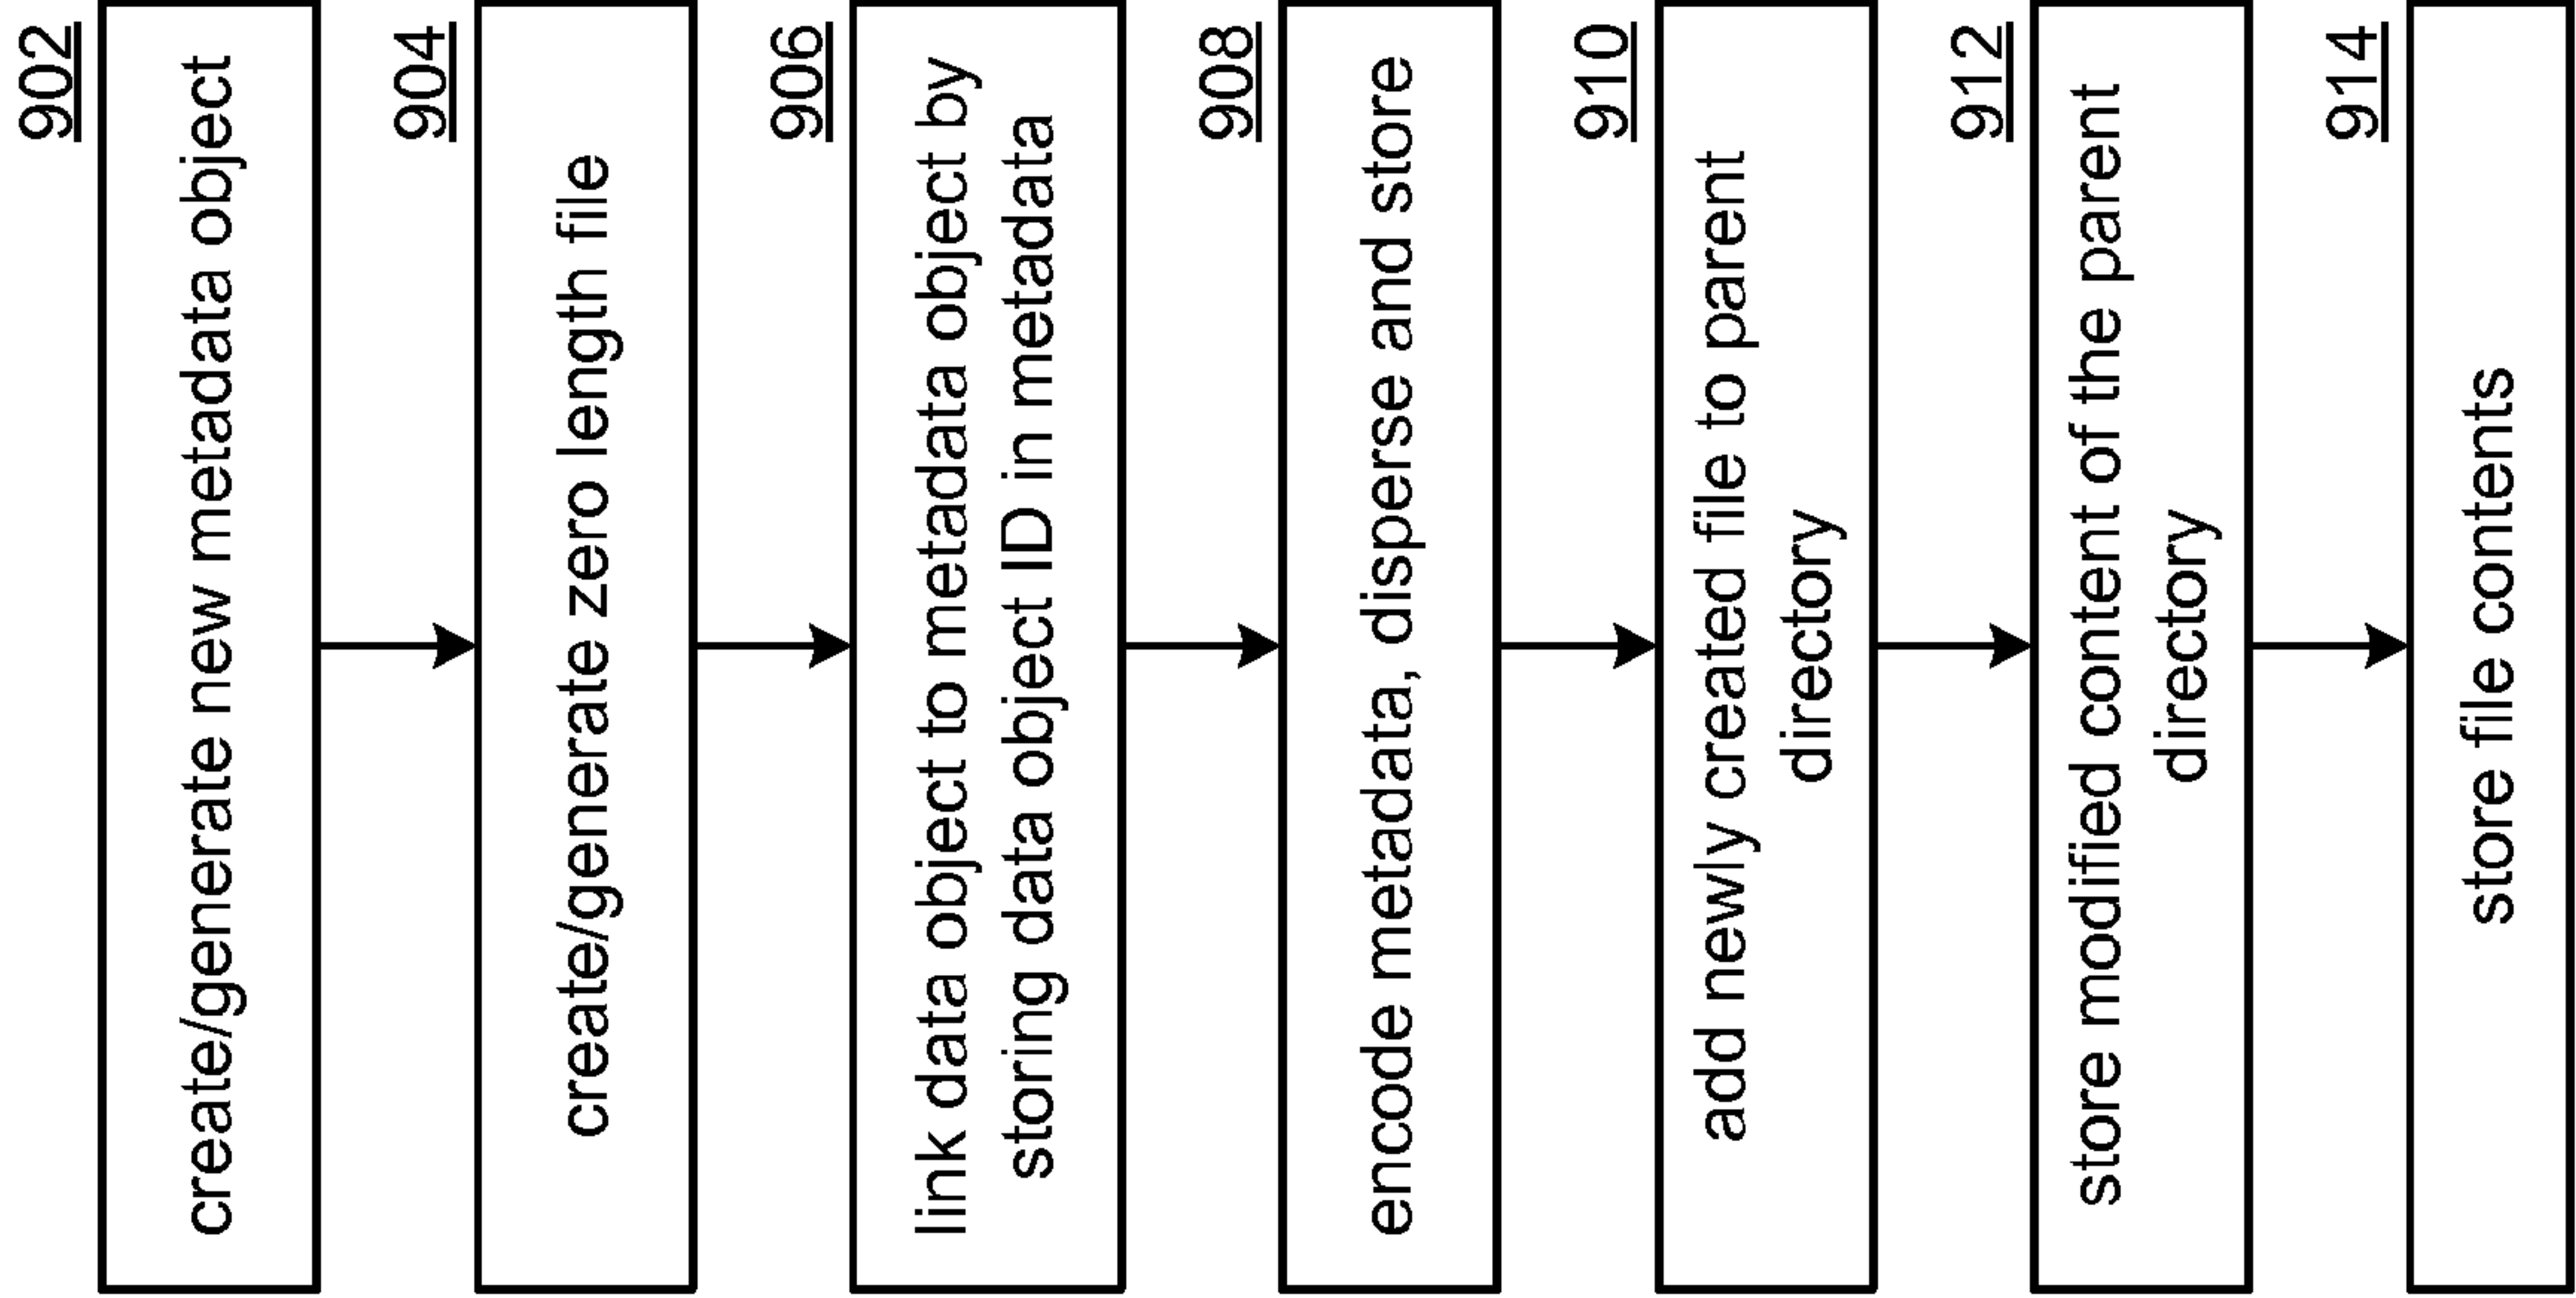 902
create/generate new metadata object
904
create/generate zero length file
906
link data object to metadata object by
storing data object ID in metadata
908
encode metadata, disperse and store
910
add newly created file to parent
directory
912
store modified content of the parent
directory
914
store file contents